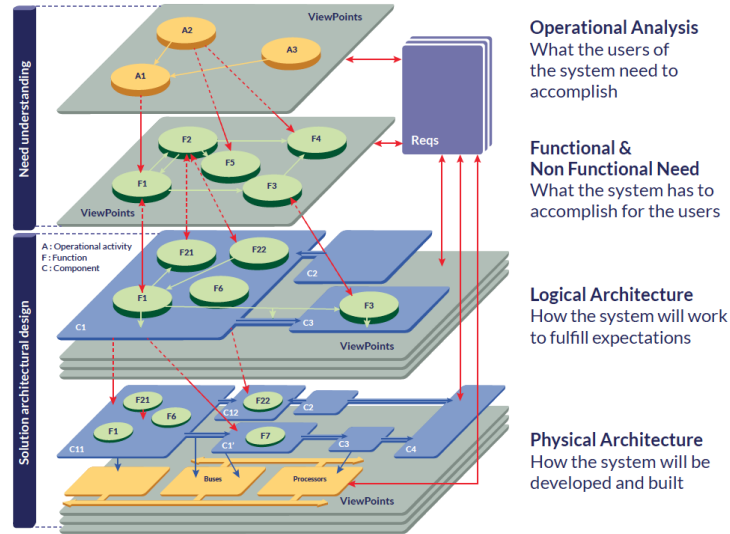 ViewPoints
A2
A3
A1
Need understanding
Reqs
Operational Analysis
What the users of
the system need to
accomplish
F2
F4
F5
F1
F3
ViewPoints
Functional &
Non Functional Need
What the system has to
accomplish for the users
A : Operational activity
F : Function
C : Component
F21
F22
C2
F6
F1
F3
C1
C3
ViewPoints
Solution architectural design
Logical Architecture
How the system will work
to fulfill expectations
F21
F22
C2
F6
C12
F1
F7
C11
C1'
C3
C4
Buses
Processors
ViewPoints
Physical Architecture
How the system will be
developed and built